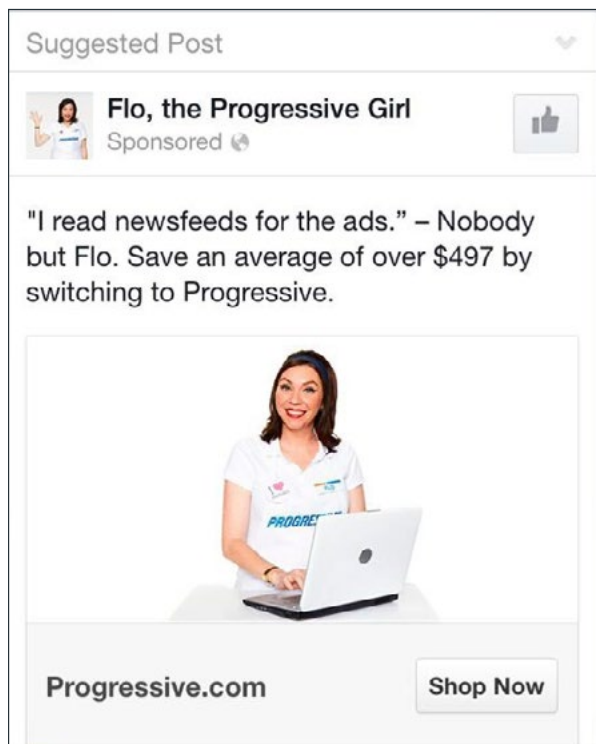 Suggested Post
Flo, the Progressive Girl
Sponsored
"I read newsfeeds for the ads.” – Nobody
but Flo. Save an average of over $497 by
switching to Progressive.
Progressive.com
Shop Now